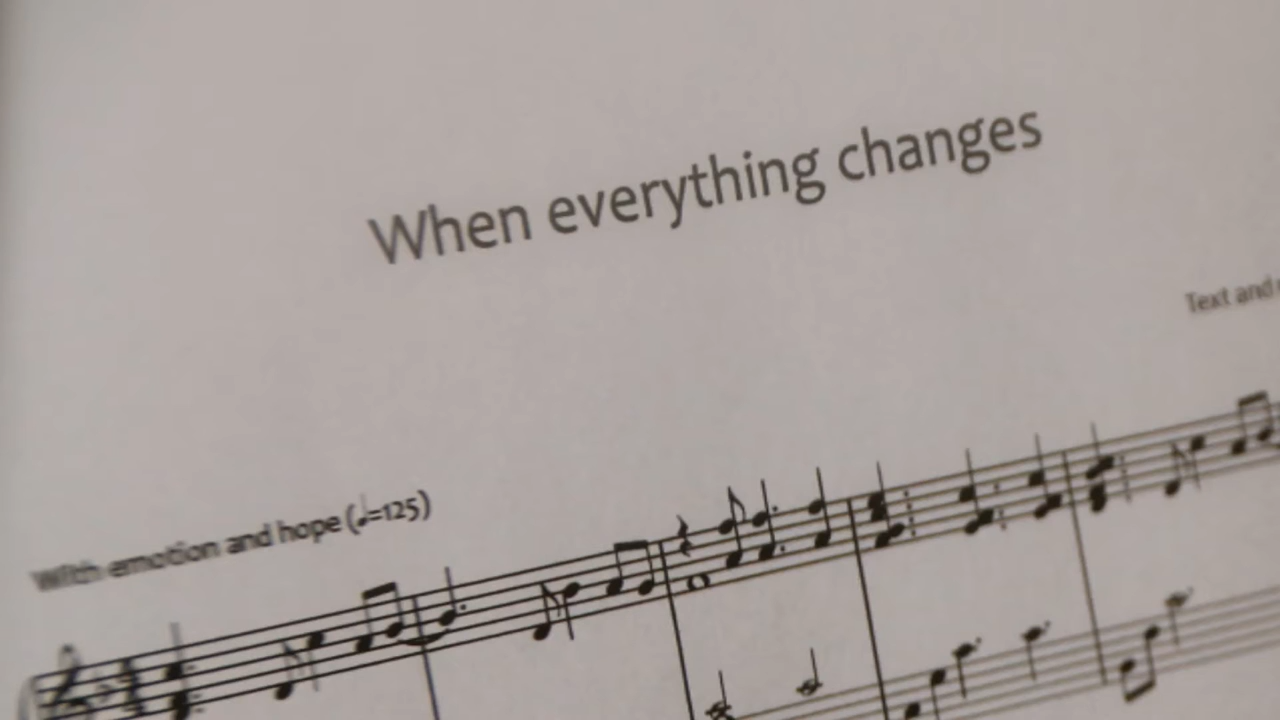 When everything changes
Text and
With emotion and hope (♩=125)